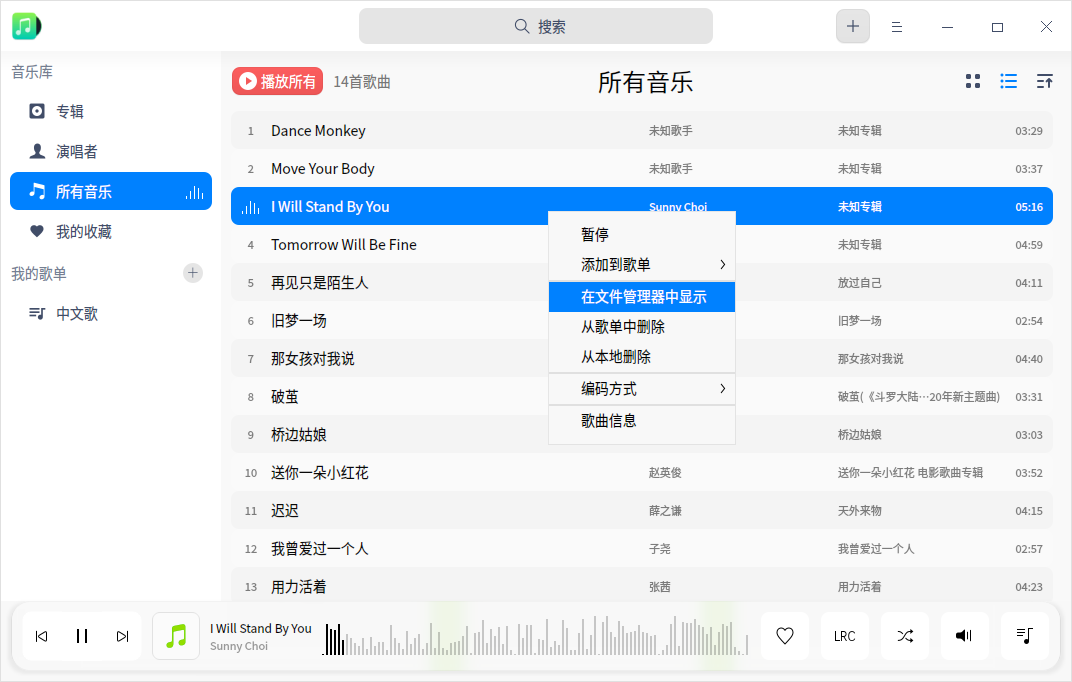 搜索
音乐库
专辑
演唱者
所有音乐
我的收藏
我的歌单
中文歌
播放所有 14首歌曲
所有音乐
1 Dance Monkey 未知歌手 未知专辑 03:29
2 Move Your Body 未知歌手 未知专辑 03:37
I Will Stand By You Sunny Choi 未知专辑 05:16
4 Tomorrow Will Be Fine 未知专辑 04:59
5 再见只是陌生人 放过自己 04:11
6 旧梦一场 旧梦一场 02:54
7 那女孩对我说 那女孩对我说 04:40
8 破茧 破茧(《斗罗大陆…20年新主题曲) 03:31
9 桥边姑娘 桥边姑娘 03:03
10 送你一朵小红花 赵英俊 送你一朵小红花 电影歌曲专辑 03:52
11 迟迟 薛之谦 天外来物 04:15
12 我曾爱过一个人 子尧 我曾爱过一个人 02:57
13 用力活着 张茜 用力活着 04:23
暂停
添加到歌单
在文件管理器中显示
从歌单中删除
从本地删除
编码方式
歌曲信息
I Will Stand By You
Sunny Choi
LRC